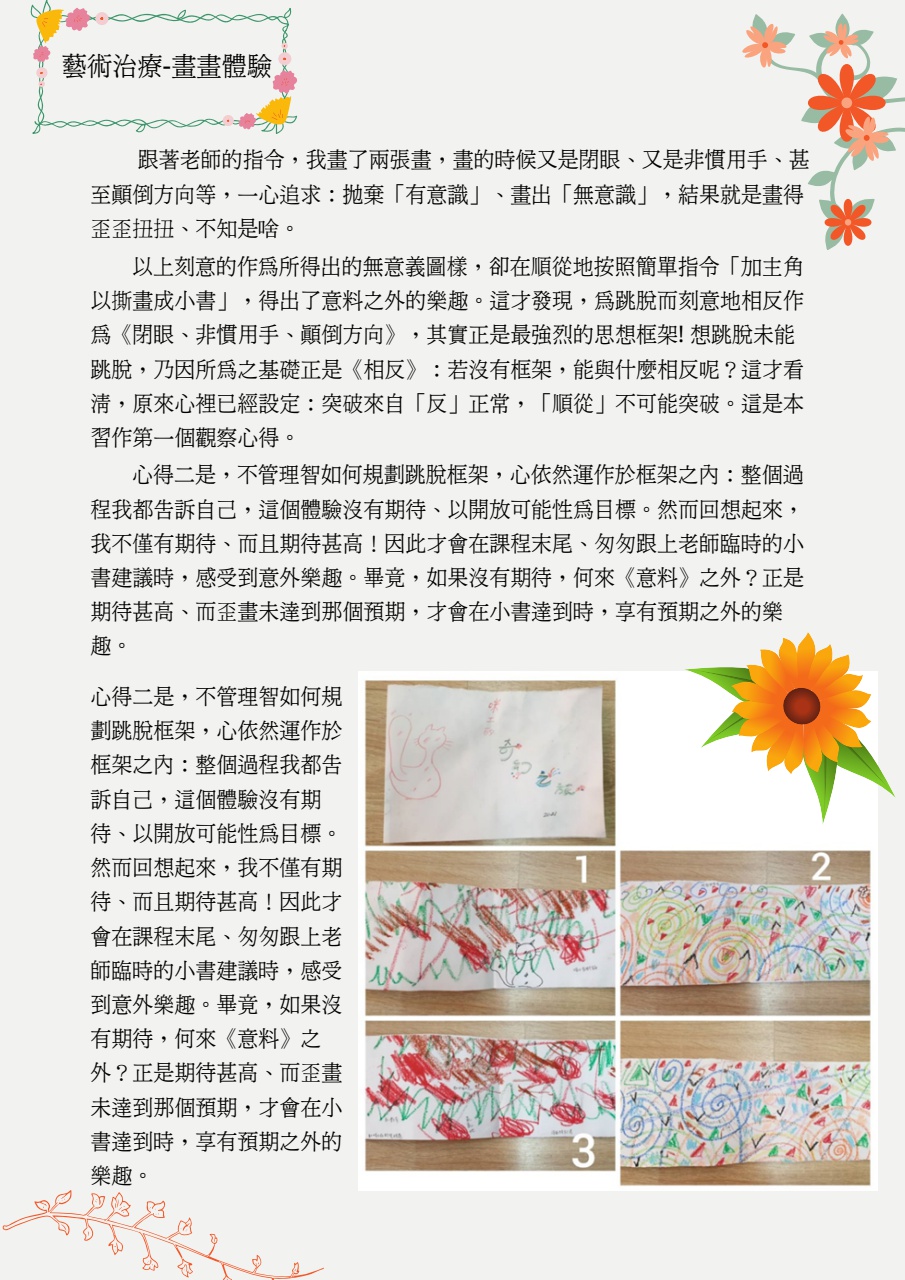 藝術治療-畫畫體驗
跟著老師的指令，我畫了兩張畫，畫的時候又是閉眼、又是非慣用手、甚
至顛倒方向等，一心追求：拋棄「有意識」、畫出「無意識」，結果就是畫得
歪歪扭扭、不知是啥。
以上刻意的作為所得出的無意義圖樣，卻在順從地按照簡單指令「加主角
以撕畫成小書」，得出了意料之外的樂趣。這才發現，為跳脫而刻意地相反作
為《閉眼、非慣用手、顛倒方向》，其實正是最強烈的思想框架! 想跳脫未能
跳脫，乃因所為之基礎正是《相反》：若沒有框架，能與什麼相反呢？這才看
清，原來心裡已經設定：突破來自「反」正常，「順從」不可能突破。這是本
習作第一個觀察心得。
心得二是，不管理智如何規劃跳脫框架，心依然運作於框架之內：整個過
程我都告訴自己，這個體驗沒有期待、以開放可能性為目標。然而回想起來，
我不僅有期待、而且期待甚高！因此才會在課程末尾、匆匆跟上老師臨時的小
書建議時，感受到意外樂趣。畢竟，如果沒有期待，何來《意料》之外？正是
期待甚高、而歪畫未達到那個預期，才會在小書達到時，享有預期之外的樂
趣。
心得二是，不管理智如何規
劃跳脫框架，心依然運作於
框架之內：整個過程我都告
訴自己，這個體驗沒有期
待、以開放可能性為目標。
然而回想起來，我不僅有期
待、而且期待甚高！因此才
會在課程末尾、匆匆跟上老
師臨時的小書建議時，感受
到意外樂趣。畢竟，如果沒
有期待，何來《意料》之
外？正是期待甚高、而歪畫
未達到那個預期，才會在小
書達到時，享有預期之外的
樂趣。
奇幻
1
2
3